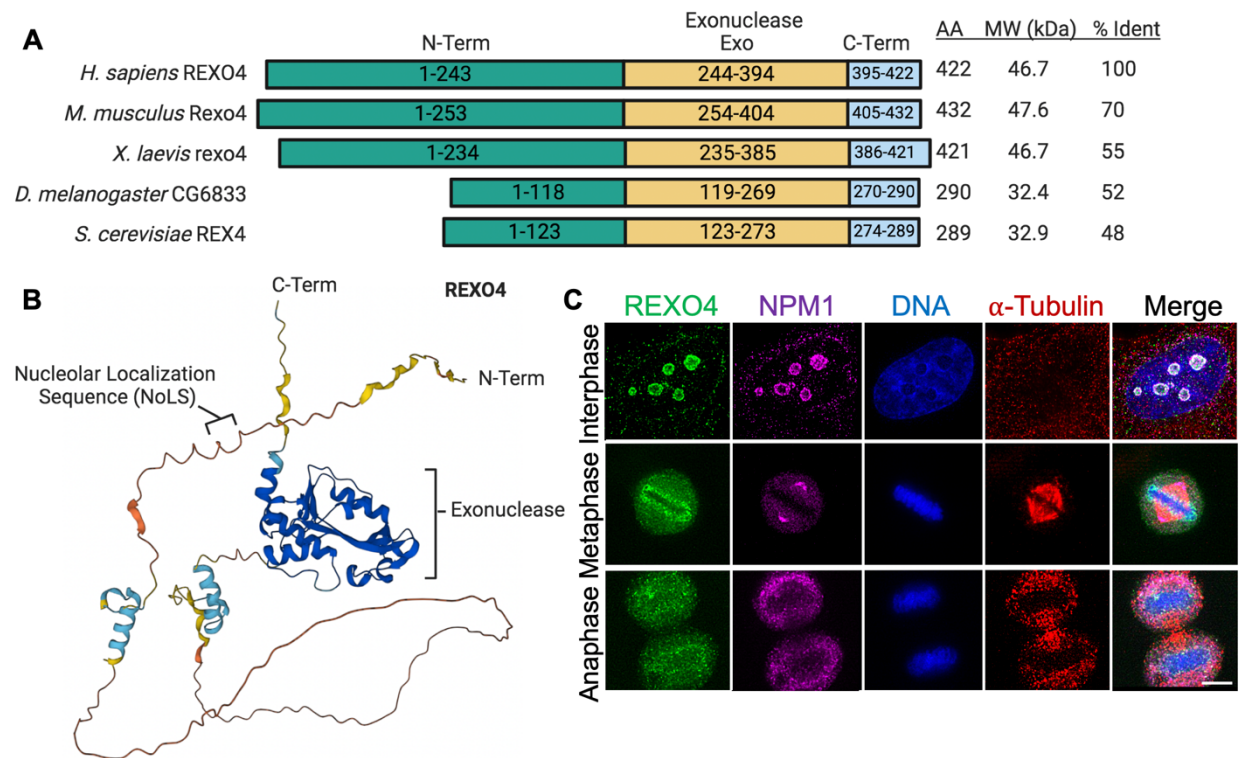 A
N-Term
Exonuclease
Exo
C-Term
AA MW (kDa) % Ident
H. sapiens REXO4 1-243 244-394 395-422 422 46.7 100
M. musculus Rexo4 1-253 254-404 405-432 432 47.6 70
X. laevis rexo4 1-234 235-385 386-421 421 46.7 55
D. melanogaster CG6833 1-118 119-269 270-290 290 32.4 52
S. cerevisiae REX4 1-123 123-273 274-289 289 32.9 48
B
C-Term
REXO4
N-Term
Nucleolar Localization
Sequence (NoLS)
Exonuclease
C
REXO4 NPM1 DNA α-Tubulin Merge
Interphase
Metaphase
Anaphase